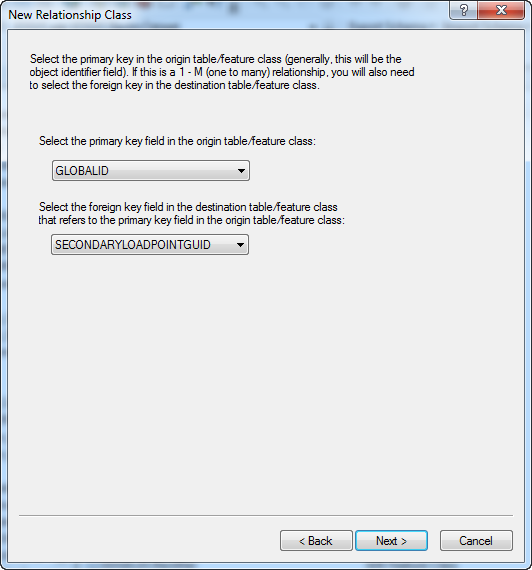 New Relationship Class
Select the primary key in the origin table/feature class (generally, this will be the
object identifier field). If this is a 1 - M (one to many) relationship, you will also need
to select the foreign key in the destination table/feature class.
Select the primary key field in the origin table/feature class:
GLOBALID
Select the foreign key field in the destination table/feature class
that refers to the primary key field in the origin table/feature class:
SECONDARYLOADPOINTGUID
< Back
Next >
Cancel